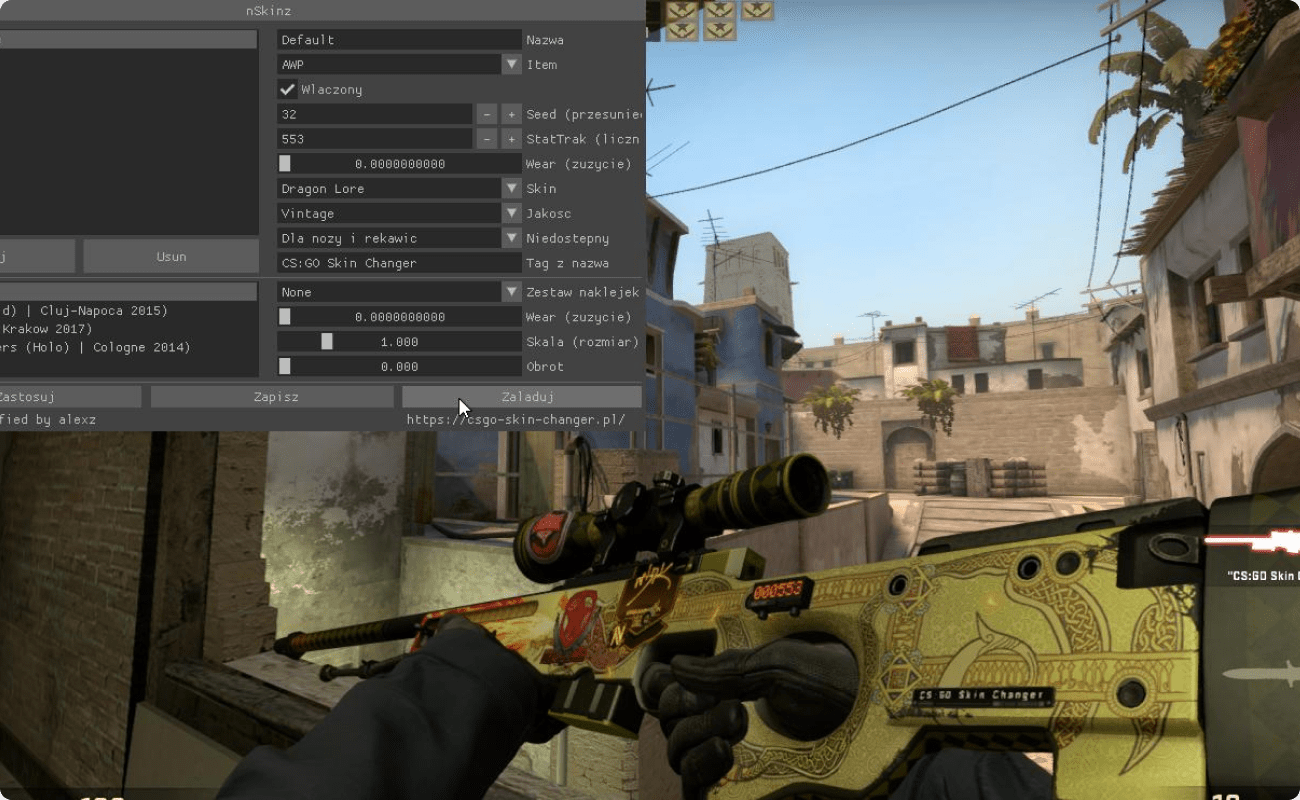 nSkinz
Default Nazwa
AWP Item
Wlaczony
32 - + Seed (przesunie
553 - + StatTrak (liczn
0.0000000000 Wear (zuzycie)
Dragon Lore Skin
Vintage Jakosc
Dla nozy i rekawic Niedostepny
j Usun
CS:GO Skin Changer Tag z nazwa
None Zestaw naklejek
d) | Cluj-Napoca 2015)
0.0000000000 Wear (zuzycie)
Krakow 2017)
1.000 Skala (rozmiar)
ers (Holo) | Cologne 2014)
0.000 Obrot
Zastosuj Zapisz Zaladuj
fied by alexz https://csgo-skin-changer.pl/
"CS:GO Skin
000553
CS GO Skin Changer